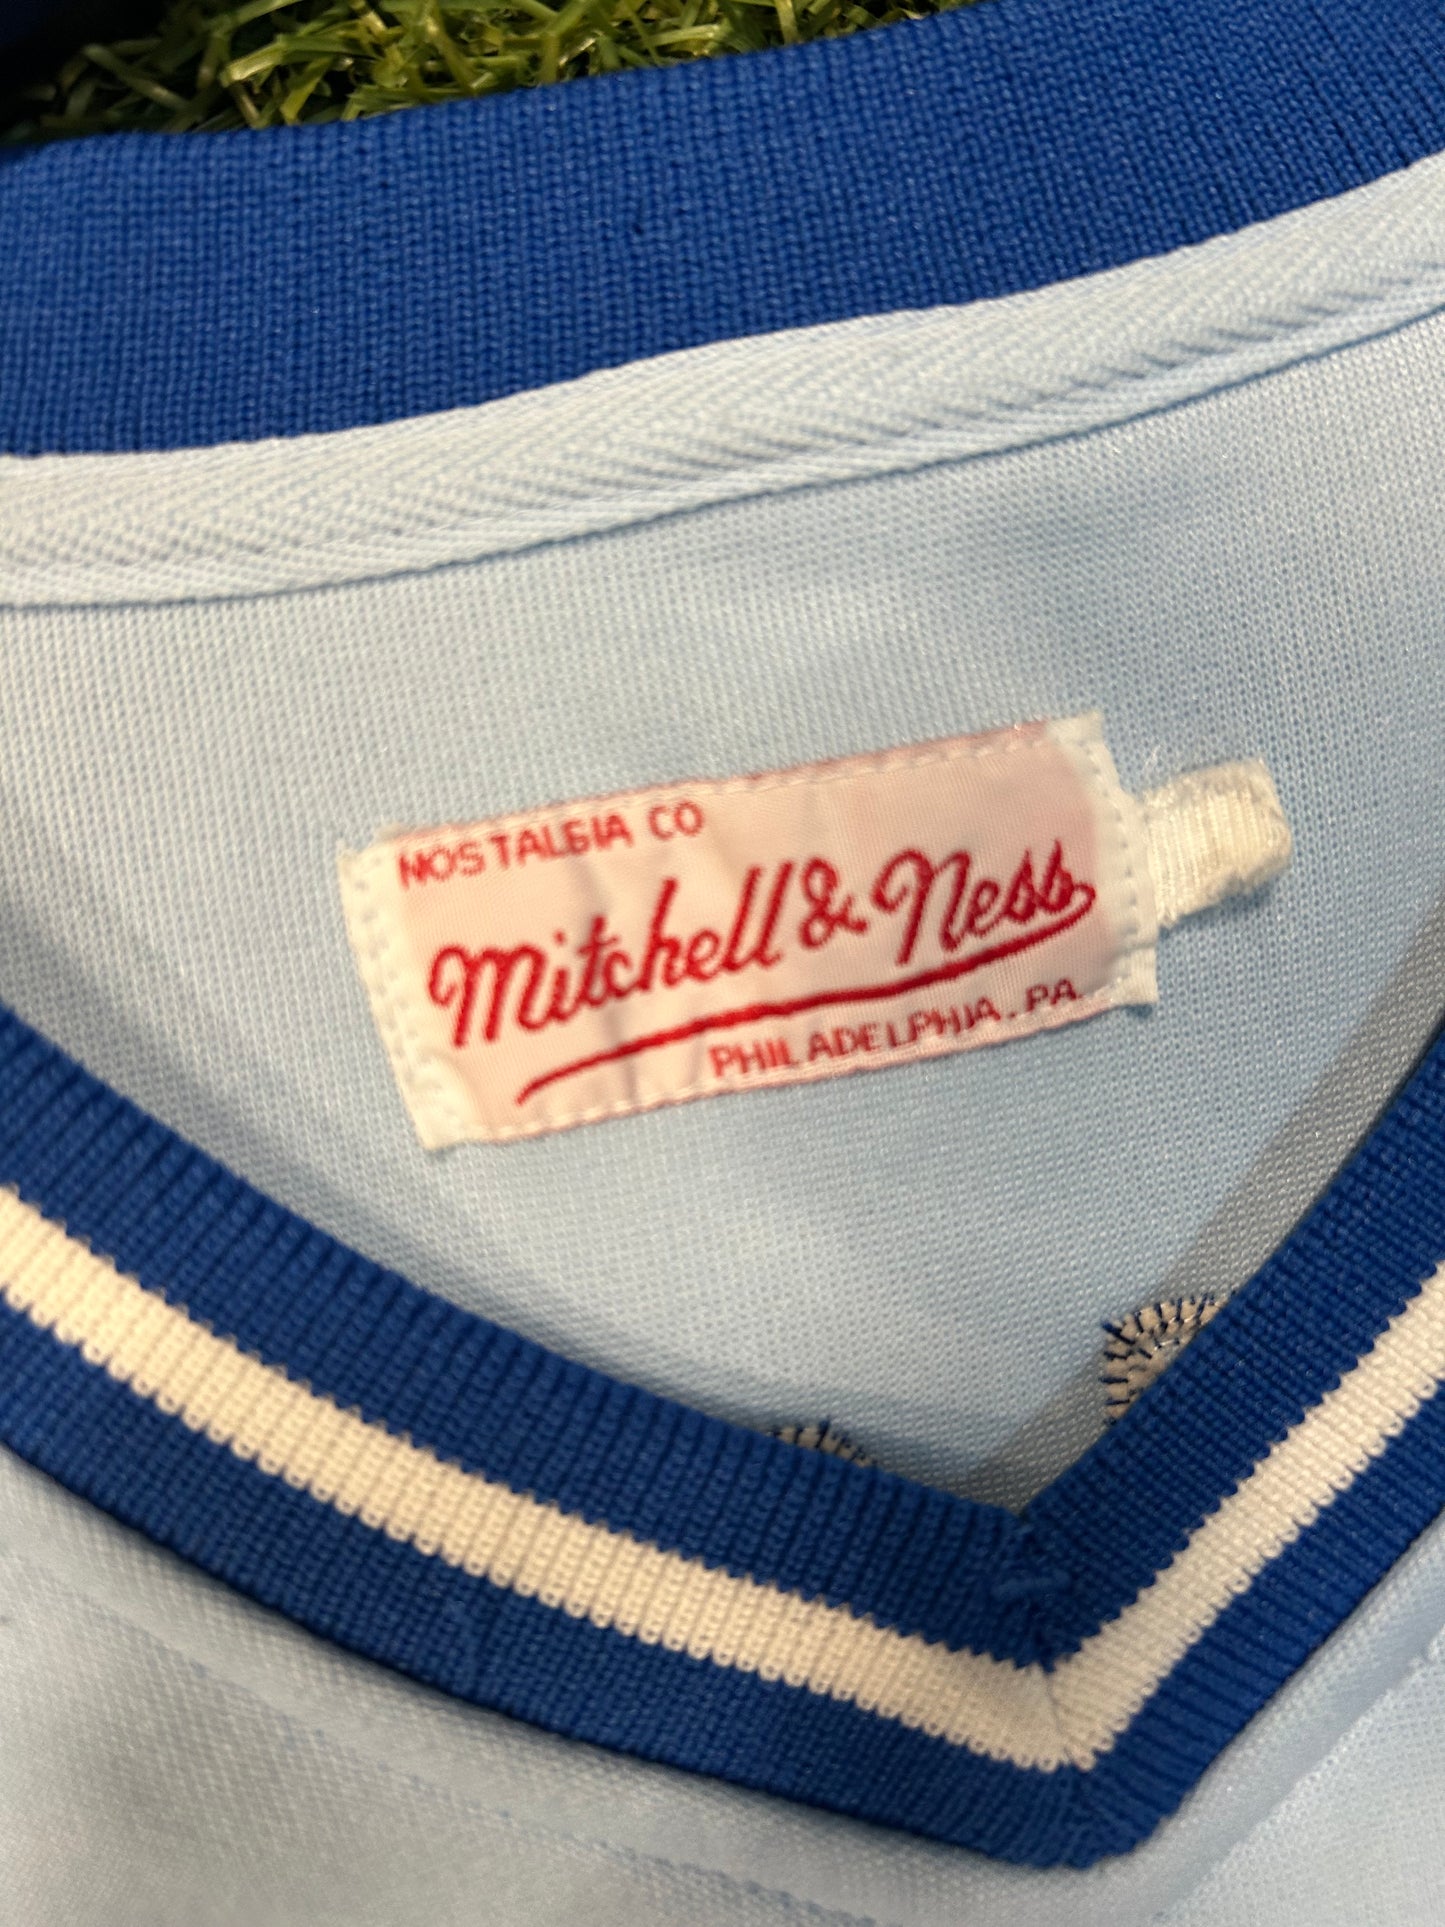 NOSTALGIA CO
Mitchell & Ness
PHILADELPHIA. PA